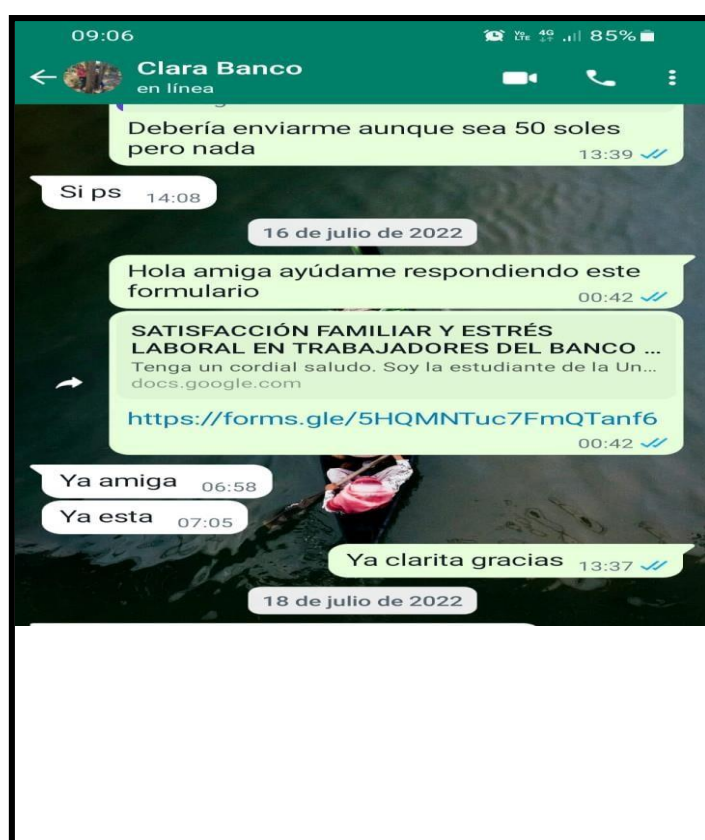 09:06
Vo LTE 4G 85%
Clara Banco
en línea
Debería enviarme aunque sea 50 soles
pero nada
13:39
Si ps 14:08
16 de julio de 2022
Hola amiga ayúdame respondiendo este
formulario
00:42
SATISFACCIÓN FAMILIAR Y ESTRÉS
LABORAL EN TRABAJADORES DEL BANCO ...
Tenga un cordial saludo. Soy la estudiante de la Un...
docs.google.com
https://forms.gle/5HQMNTuc7FmQTanf6
00:42
Ya amiga 06:58
Ya esta 07:05
Ya clarita gracias 13:37
18 de julio de 2022